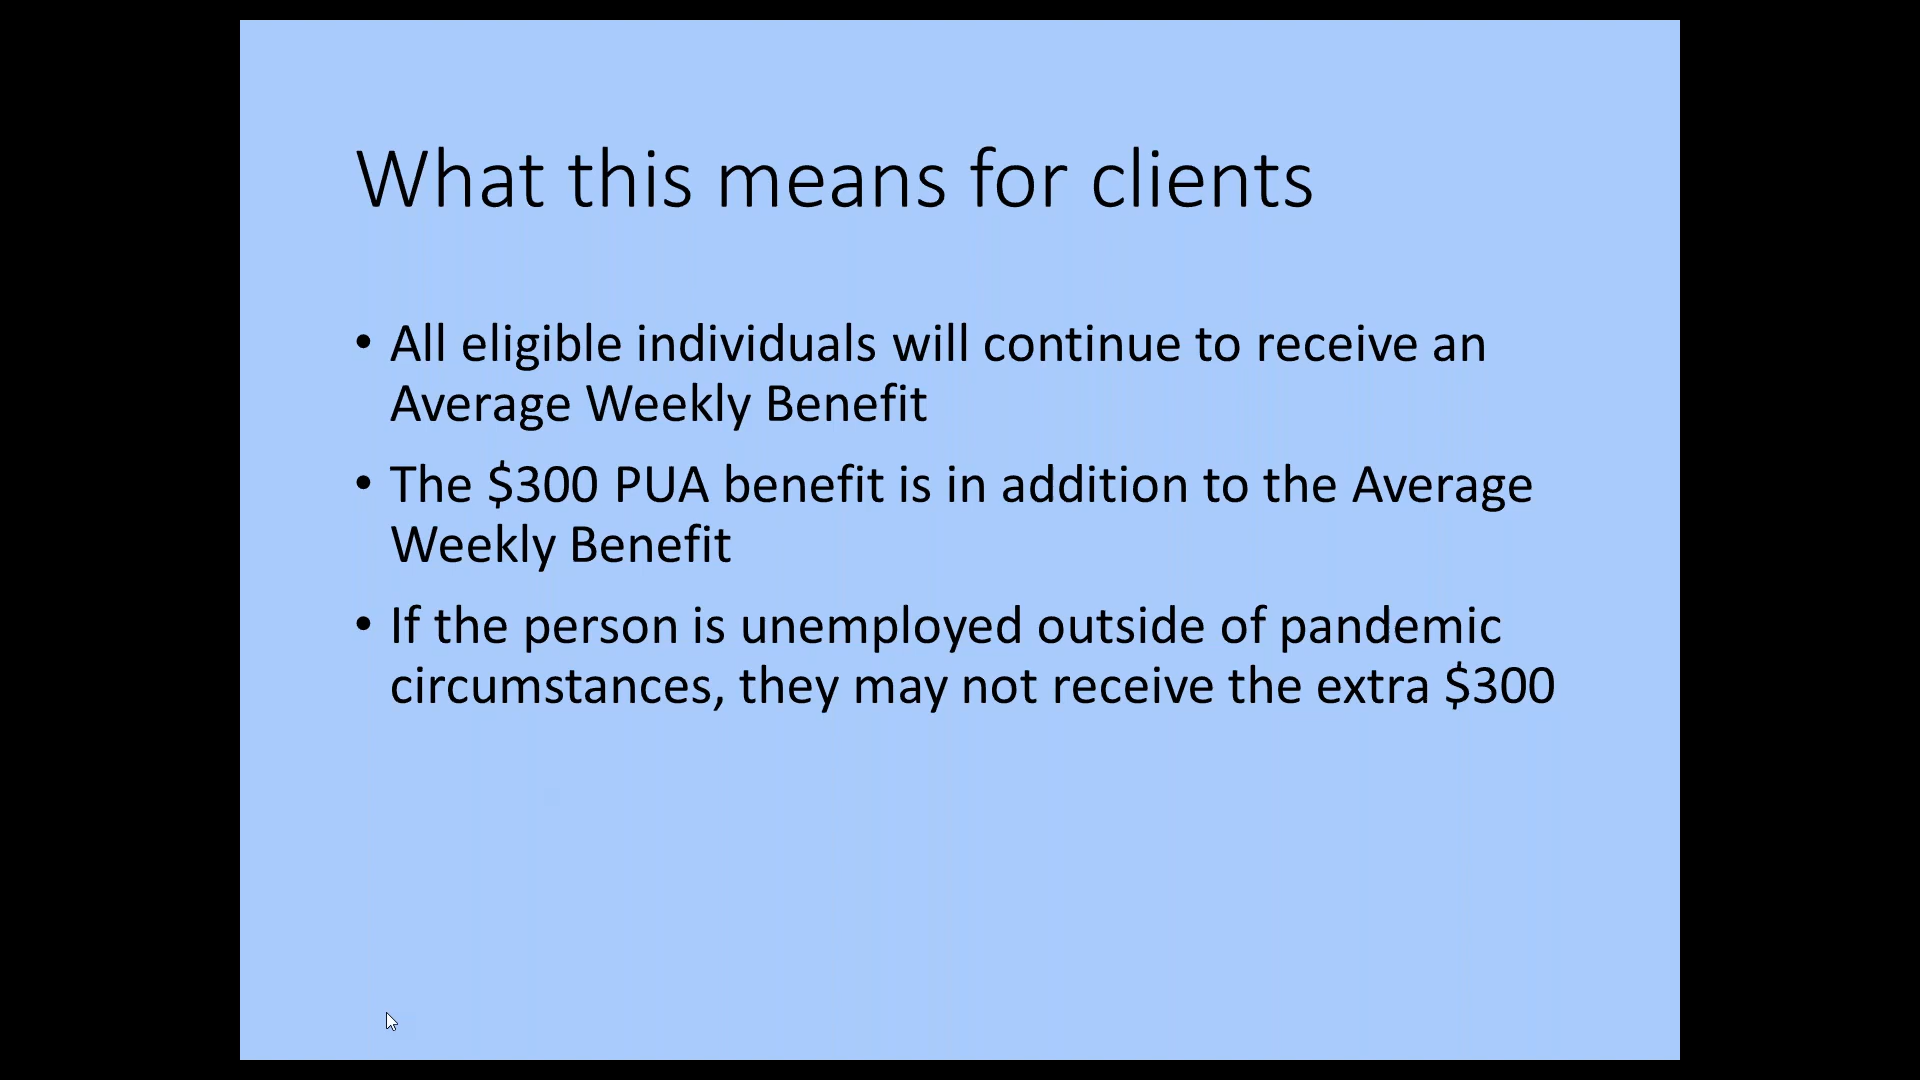 What this means for clients
• All eligible individuals will continue to receive an
Average Weekly Benefit
• The $300 PUA benefit is in addition to the Average
Weekly Benefit
• If the person is unemployed outside of pandemic
circumstances, they may not receive the extra $300